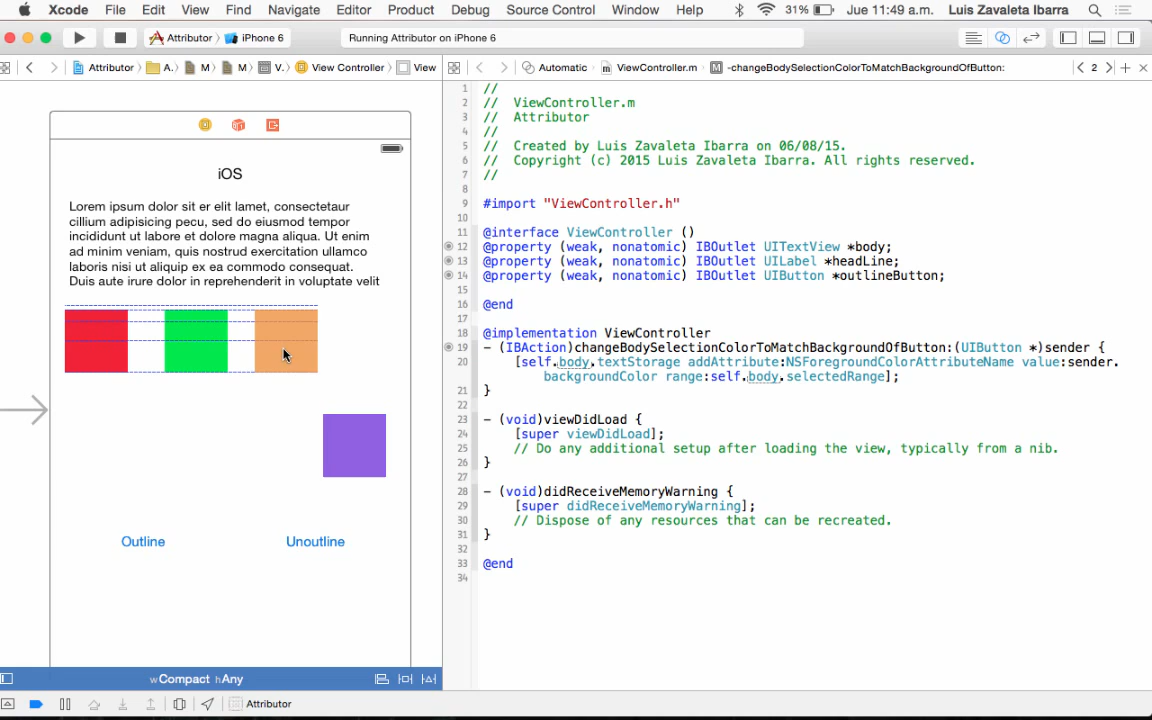 Xcode File Edit View Find Navigate Editor Product Debug Source Control Window Help 31% Jue 11:49 a.m. Luis Zavaleta Ibarra
Attributor iPhone 6 Running Attributor on iPhone 6
Attributor A. M M V. View Controller View Automatic ViewController.m M -changeBodySelectionColorToMatchBackgroundOfButton: 2
iOS
Lorem ipsum dolor sit er elit lamet, consectetaur
cillium adipisicing pecu, sed do eiusmod tempor
incididunt ut labore et dolore magna aliqua. Ut enim
ad minim veniam, quis nostrud exercitation ullamco
laboris nisi ut aliquip ex ea commodo consequat.
Duis aute irure dolor in reprehenderit in voluptate velit
Outline Unoutline
wCompact hAny
1 //
2 // ViewController.m
3 // Attributor
4 //
5 // Created by Luis Zavaleta Ibarra on 06/08/15.
6 // Copyright (c) 2015 Luis Zavaleta Ibarra. All rights reserved.
7 //
8
9 #import "ViewController.h"
10
11 @interface ViewController ()
12 @property (weak, nonatomic) IBOutlet UITextView *body;
13 @property (weak, nonatomic) IBOutlet UILabel *headLine;
14 @property (weak, nonatomic) IBOutlet UIButton *outlineButton;
15
16 @end
17
18 @implementation ViewController
19 - (IBAction)changeBodySelectionColorToMatchBackgroundOfButton:(UIButton *)sender {
20 [self.body.textStorage addAttribute:NSForegroundColorAttributeName value:sender.
backgroundColor range:self.body.selectedRange];
21 }
22
23 - (void)viewDidLoad {
24 [super viewDidLoad];
25 // Do any additional setup after loading the view, typically from a nib.
26 }
27
28 - (void)didReceiveMemoryWarning {
29 [super didReceiveMemoryWarning];
30 // Dispose of any resources that can be recreated.
31 }
32
33 @end
34
Attributor